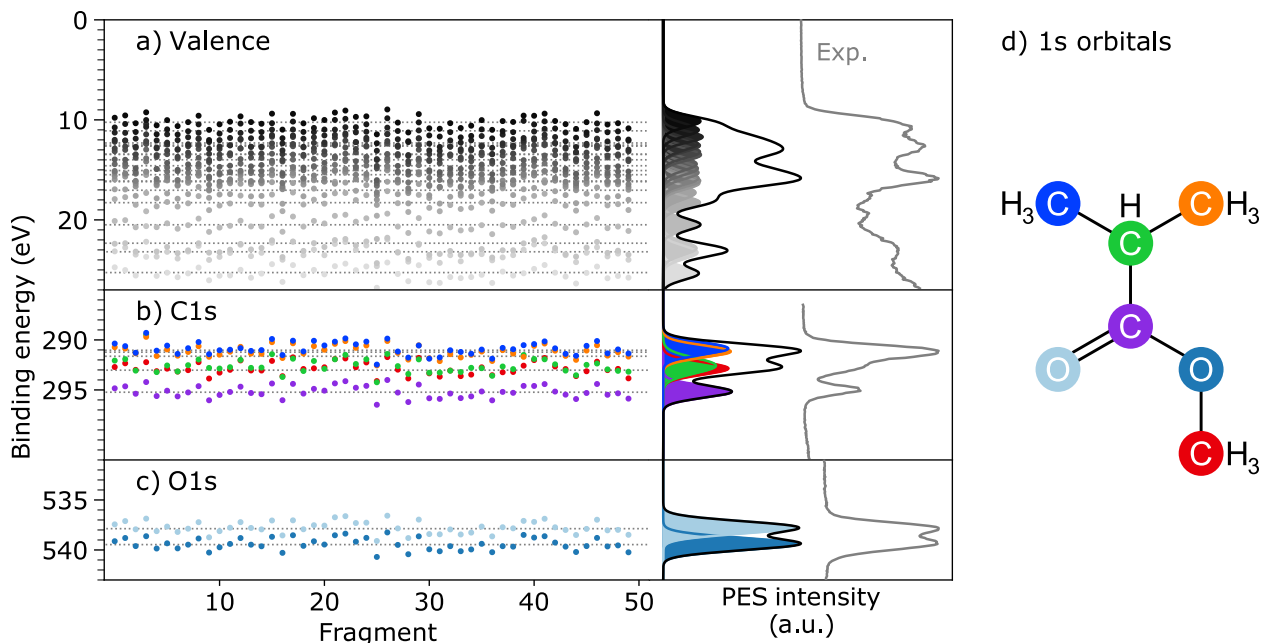 a) Valence
Exp.
d) 1s orbitals
0
10
20
b) C1s
290
295
c) O1s
535
540
Binding energy (eV)
10
20
30
40
50
Fragment
PES intensity
(a.u.)
H3 C H C H3
C
C
O O
C H3